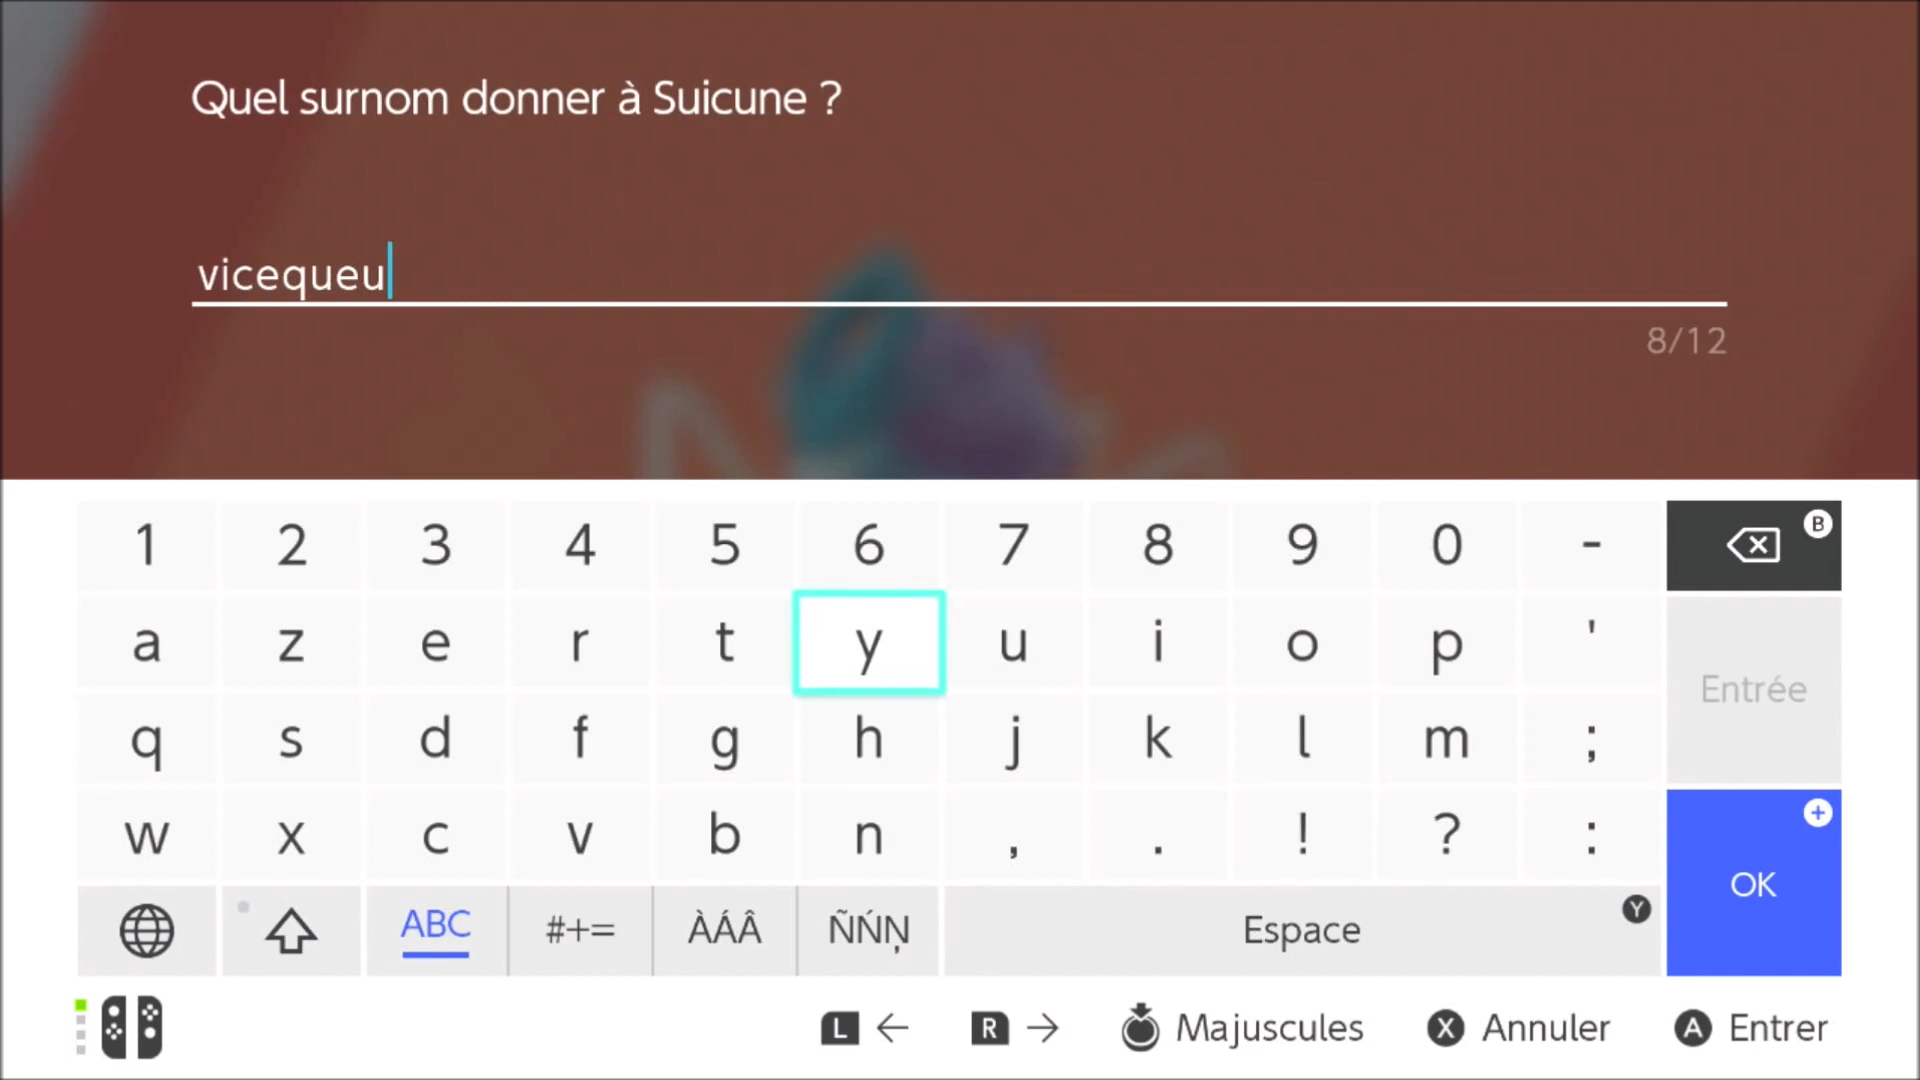 Quel surnom donner à Suicune ?
vicequeu
8/12
1 2 3 4 5 6 7 8 9 0 - B
a z e r t y u i o p '
Entrée
q s d f g h j k l m ;
w x c v b n , . ! ? : +
OK
ABC #+= ÀÁÂ ÑŃŅ Espace Y
L ← R → Majuscules X Annuler A Entrer